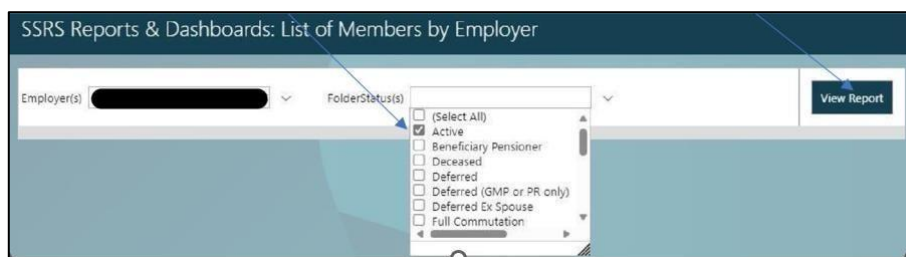 SSRS Reports & Dashboards: List of Members by Employer
Employer(s) FolderStatus(s) View Report
(Select All)
Active
Beneficiary Pensioner
Deceased
Deferred
Deferred (GMP or PR only)
Deferred Ex Spouse
Full Commutation